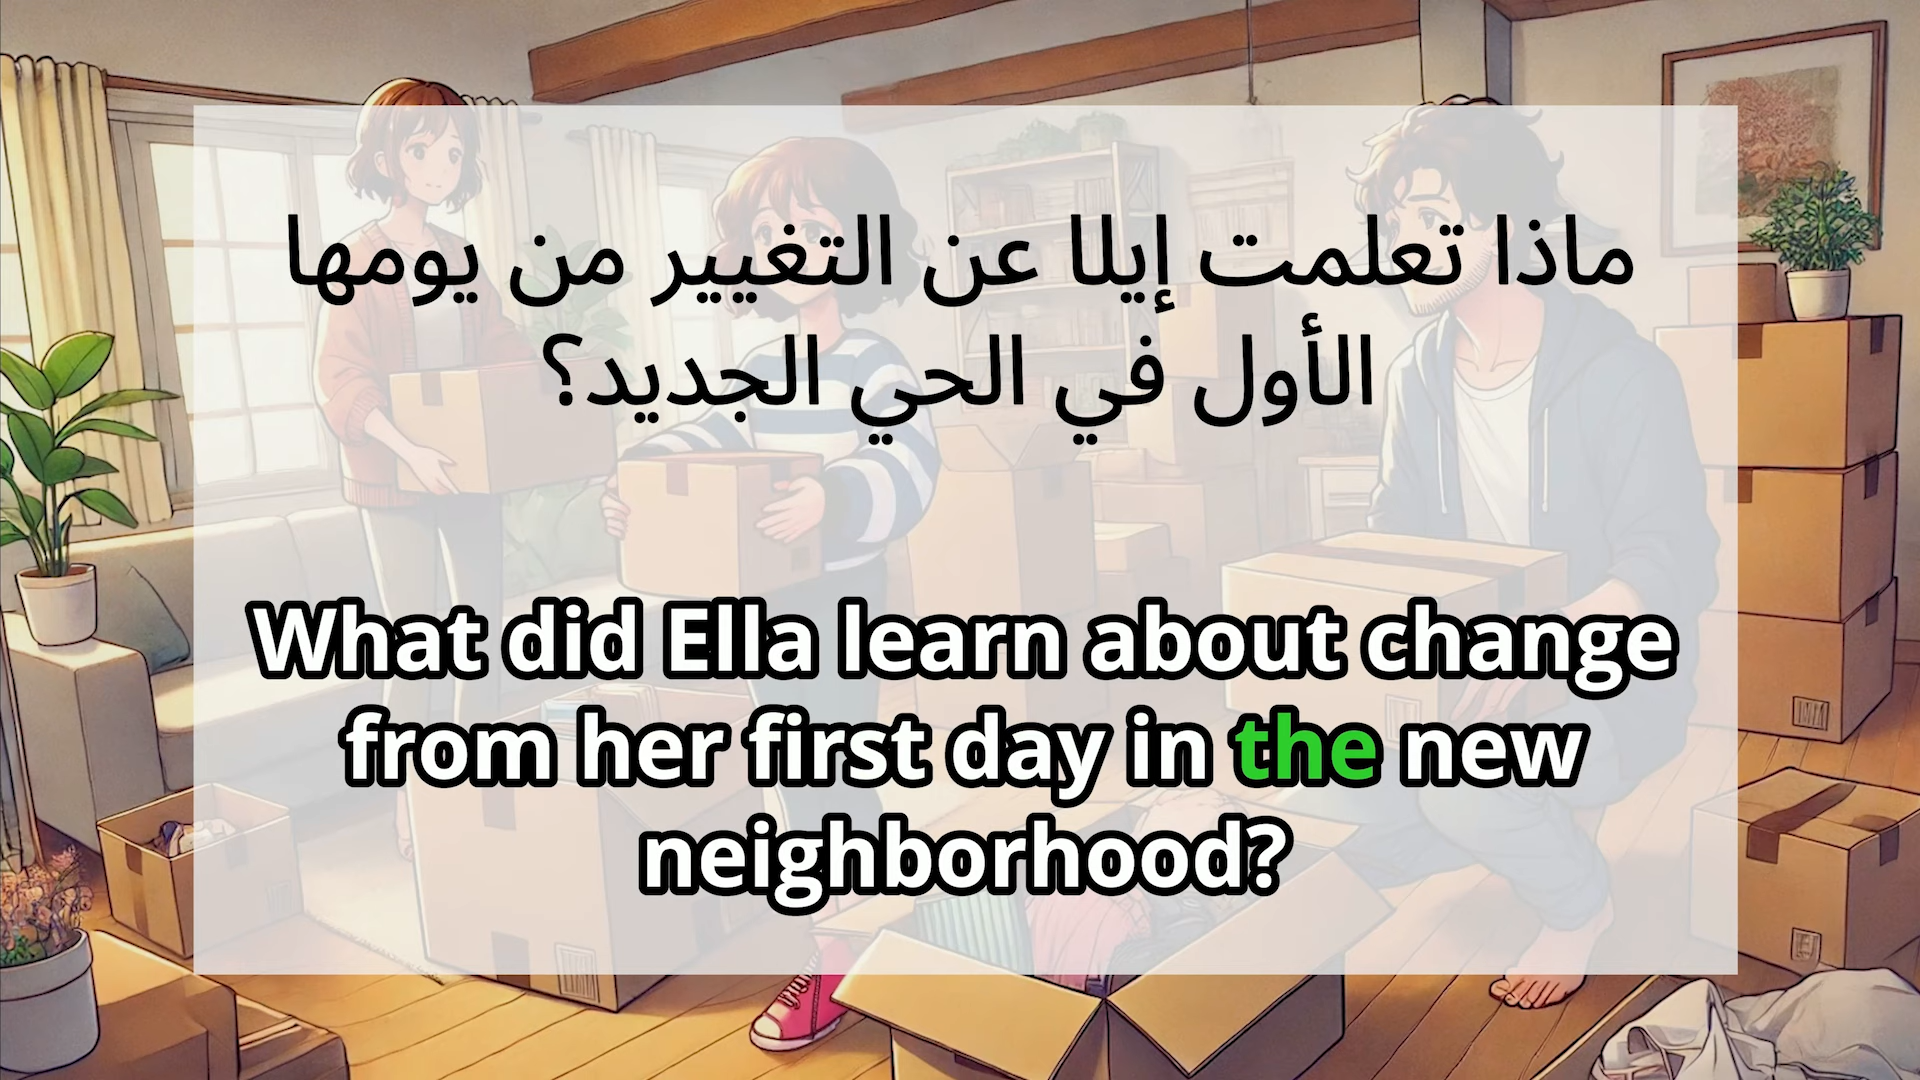 ماذا تعلمت إيلا عن التغيير من يومها
الأول في الحي الجديد؟
What did Ella learn about change
from her first day in the new
neighborhood?